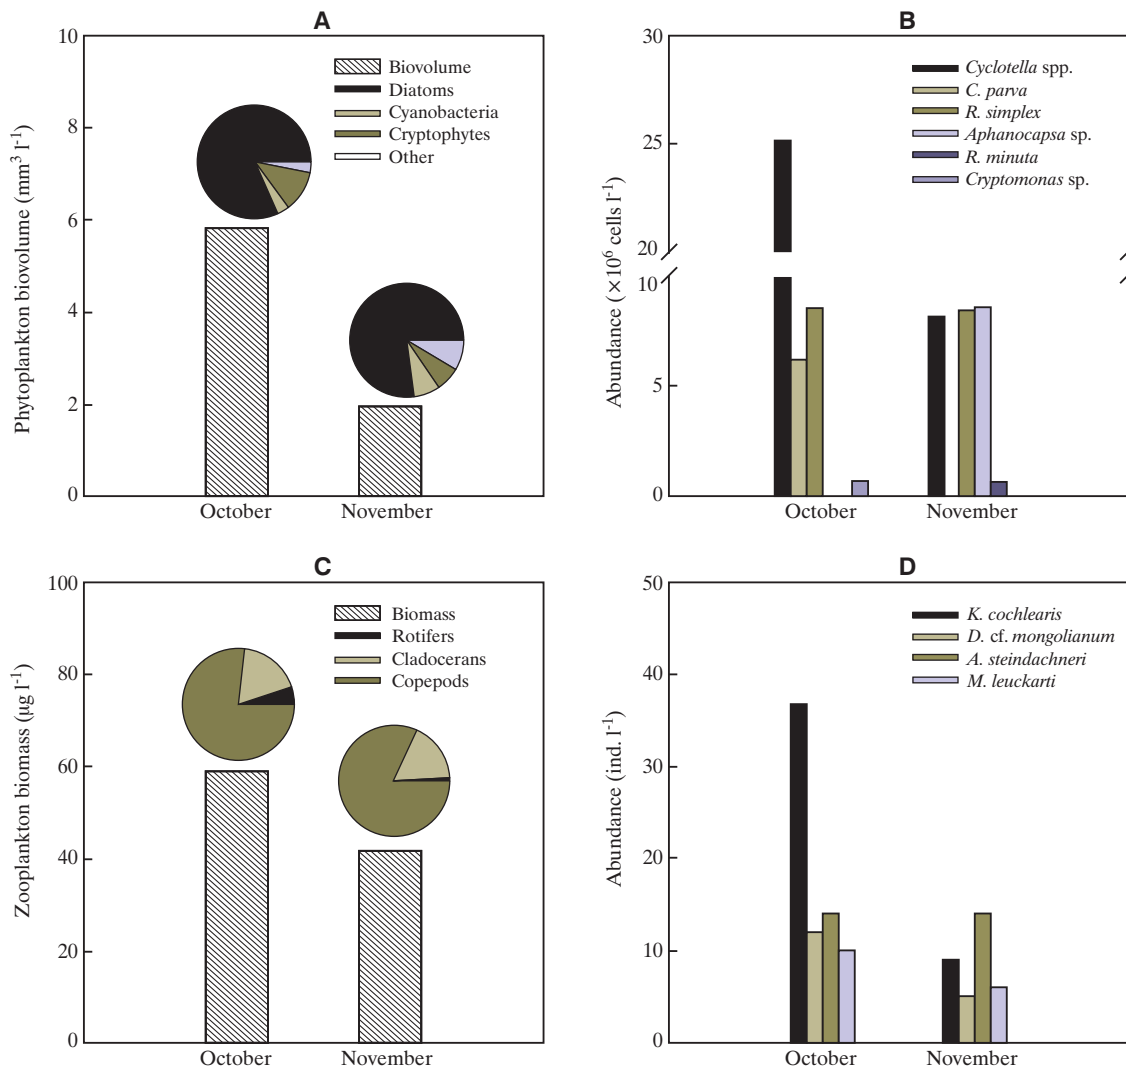 A
Phytoplankton biovolume (mm³ l⁻¹)
10
8
6
4
2
0
Biovolume
Diatoms
Cyanobacteria
Cryptophytes
Other
October
November
B
Abundance (×10⁶ cells l⁻¹)
30
25
20
10
5
0
Cyclotella spp.
C. parva
R. simplex
Aphanocapsa sp.
R. minuta
Cryptomonas sp.
October
November
C
Zooplankton biomass (µg l⁻¹)
100
80
60
40
20
0
Biomass
Rotifers
Cladocerans
Copepods
October
November
D
Abundance (ind. l⁻¹)
50
40
30
20
10
0
K. cochlearis
D. cf. mongolianum
A. steindachneri
M. leuckarti
October
November